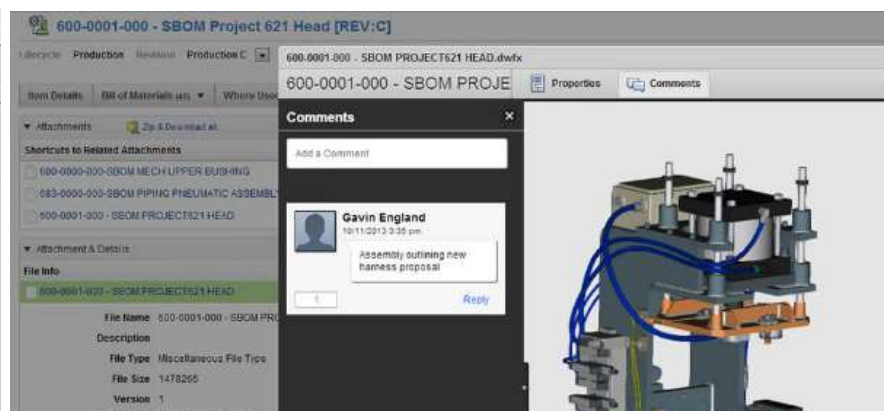 600-0001-000 - SBOM Project 621 Head [REV:C]
Lifecycle Production Revision Production C
600-0001-000 - SBOM PROJECT621 HEAD.dwfx
600-0001-000 - SBOM PROJE
Properties
Comments
Item Details
Bill of Materials
Where Used
Attachments
Zip & Download all
Shortcuts to Related Attachments
600-0000-000-SBOM MECH UPPER BUSHING
683-0000-000-SBOM PIPING PNEUMATIC ASSEMBL
600-0001-000 - SBOM PROJECT621 HEAD
Attachment & Details
File Info
600-0001-000 - SBOM PROJECT621 HEAD
File Name 600-0001-000 - SBOM PRO
Description
File Type Miscellaneous File Type
File Size 1478265
Version 1
Comments
Add a Comment
Gavin England
10/11/2013 3:35 pm
Assembly outlining new
harness proposal
1
Reply